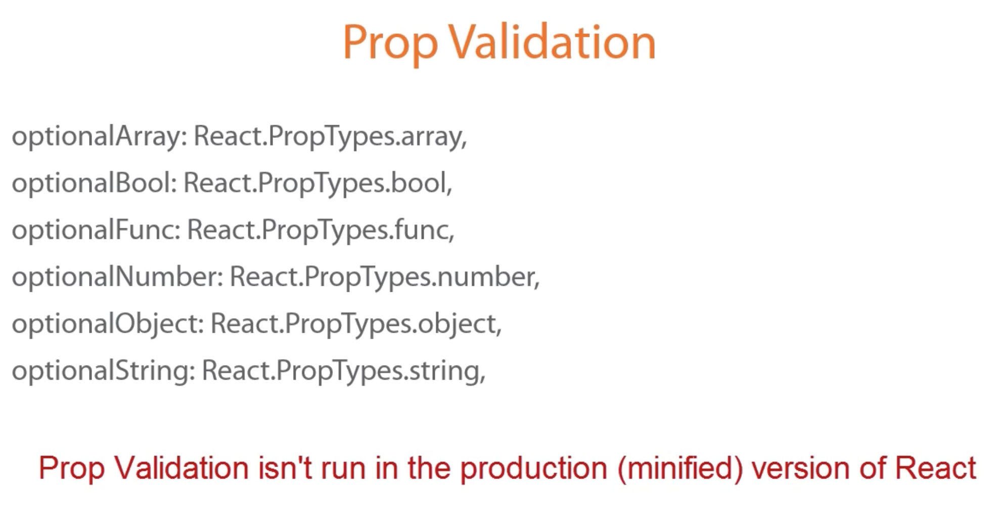 Prop Validation
optionalArray: React.PropTypes.array,
optionalBool: React.PropTypes.bool,
optionalFunc: React.PropTypes.func,
optionalNumber: React.PropTypes.number,
optionalObject: React.PropTypes.object,
optionalString: React.PropTypes.string,
Prop Validation isn't run in the production (minified) version of React